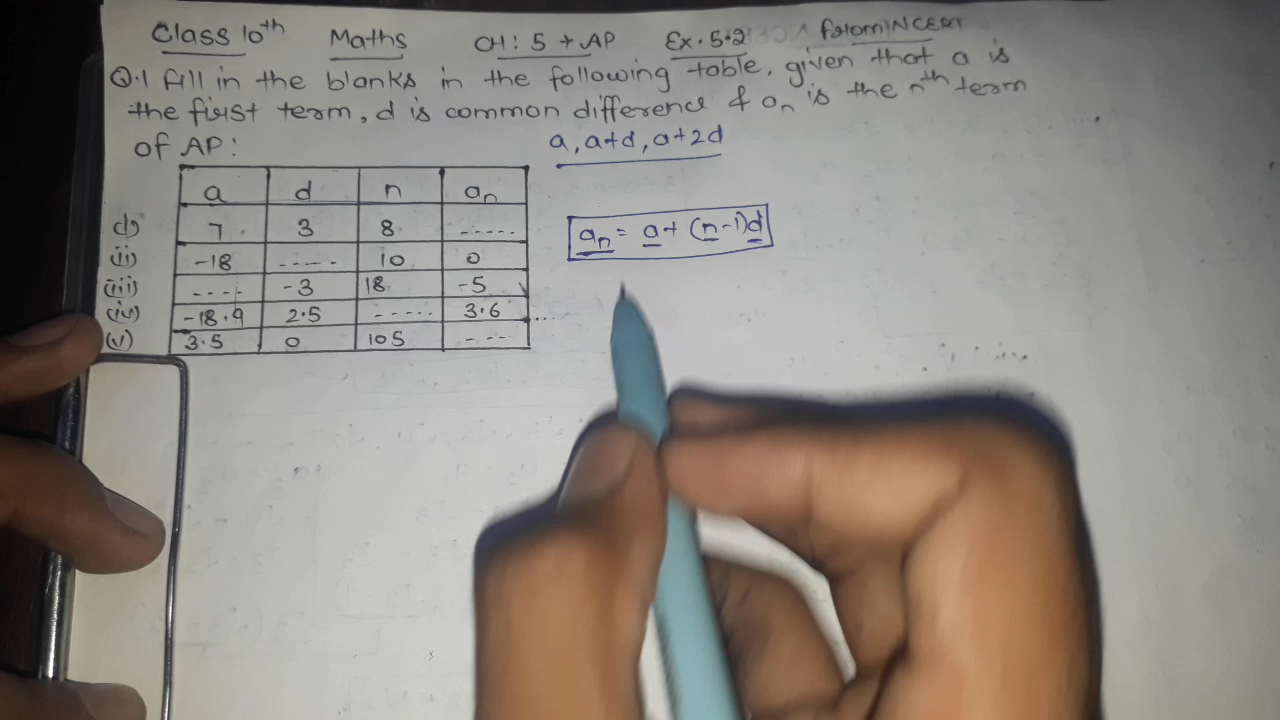 Class 10th Maths CH: 5 + AP Ex. 5.2 from NCERT
Q.1 Fill in the blanks in the following table, given that a is
the first term, d is common difference & an is the nth term
of AP:
a, a+d, a+2d
a d n an
(i) 7 3 8 ......
an = a + (n-1)d
(ii) -18 ..... 10 0
(iii) .... -3 18 -5
(iv) -18.9 2.5 ..... 3.6
(v) 3.5 0 105 ...